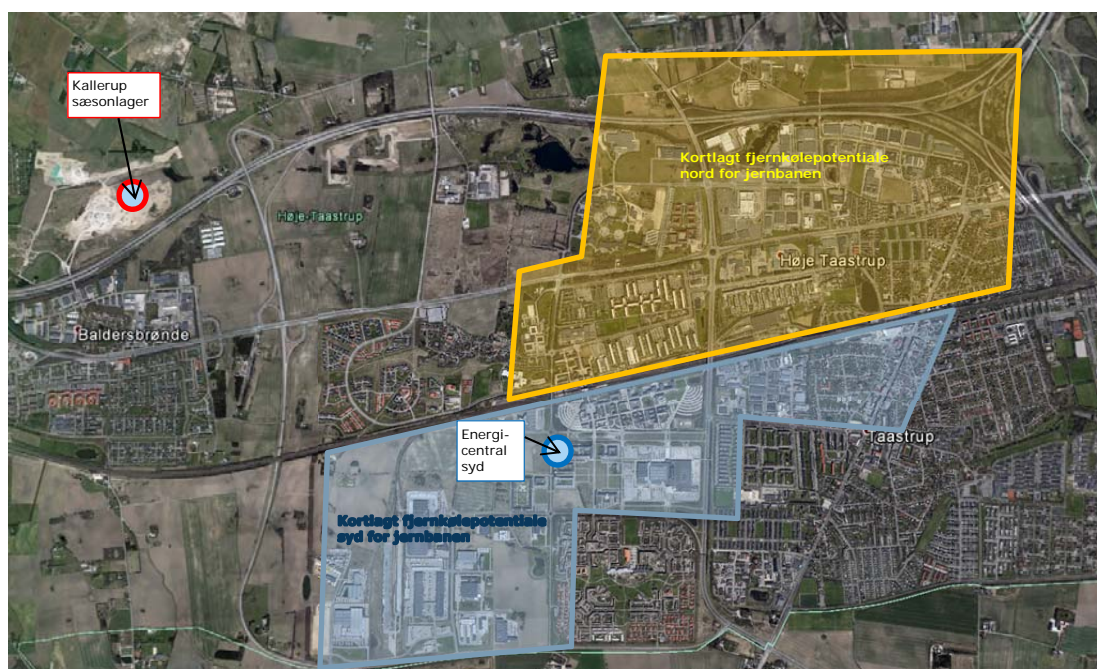 Kallerup
sæsonlager
Kortlagt fjernkølepotentiale
nord for jernbanen
Høje-Taastrup
Høje Taastrup
Baldersbrønde
Energi-
central
syd
Taastrup
Kortlagt fjernkølepotentiale
syd for jernbanen